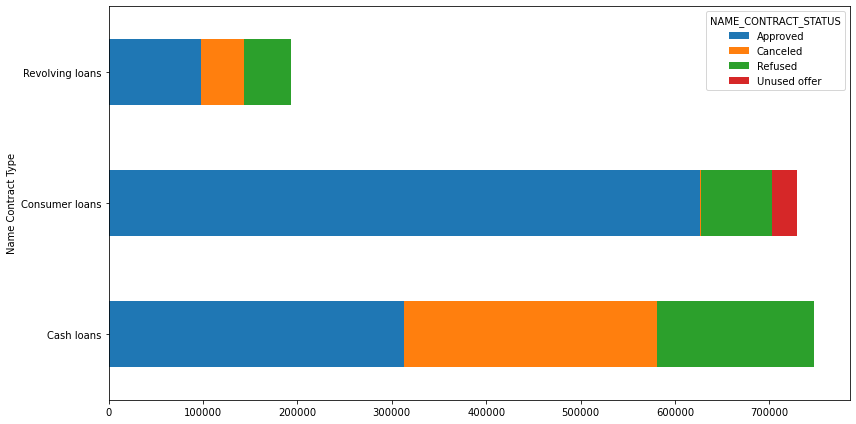 NAME_CONTRACT_STATUS
Approved
Canceled
Refused
Unused offer
Name Contract Type
Revolving loans
Consumer loans
Cash loans
0 100000 200000 300000 400000 500000 600000 700000